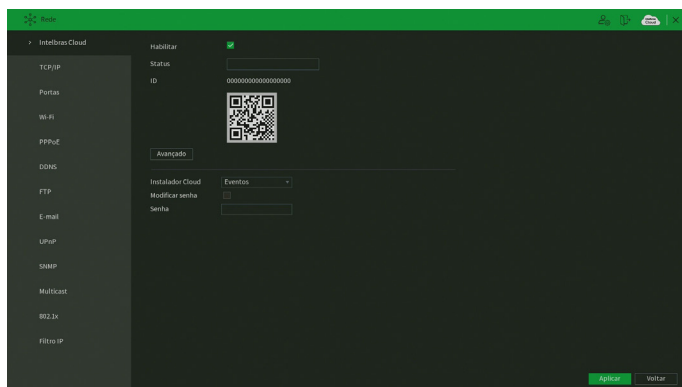 Rede
Intelbras Cloud
TCP/IP
Portas
Wi-Fi
PPPoE
DDNS
FTP
E-mail
UPnP
SNMP
Multicast
802.1x
Filtro IP
Habilitar
Status
ID 000000000000000000
Avançado
Instalador Cloud Eventos
Modificar senha
Senha
Aplicar Voltar